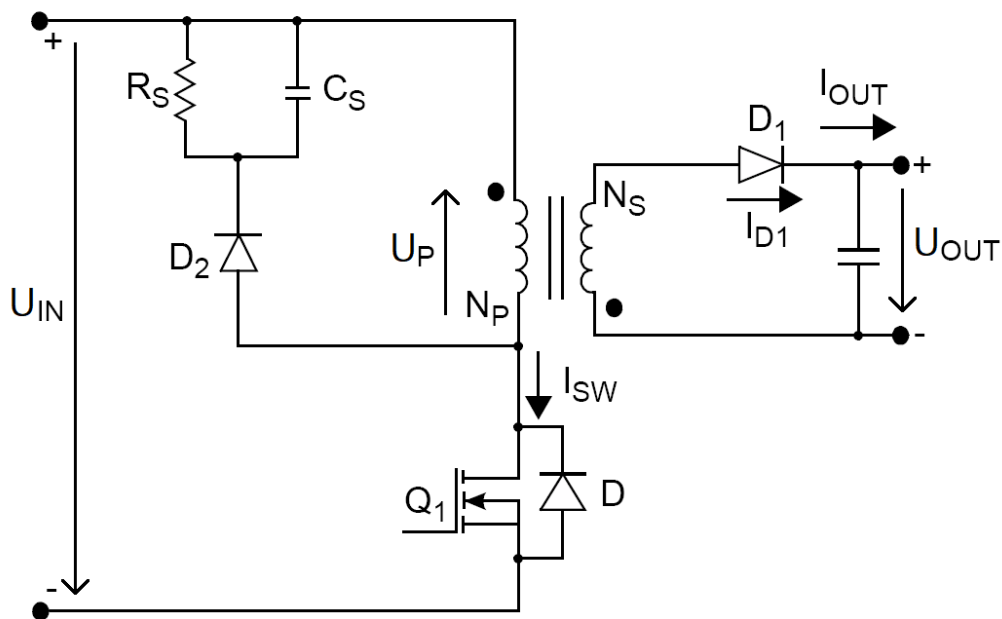 +
R_S
C_S
D_1
I_OUT
+
N_S
I_D1
U_P
D_2
U_OUT
U_IN
N_P
-
I_SW
Q_1
D
-